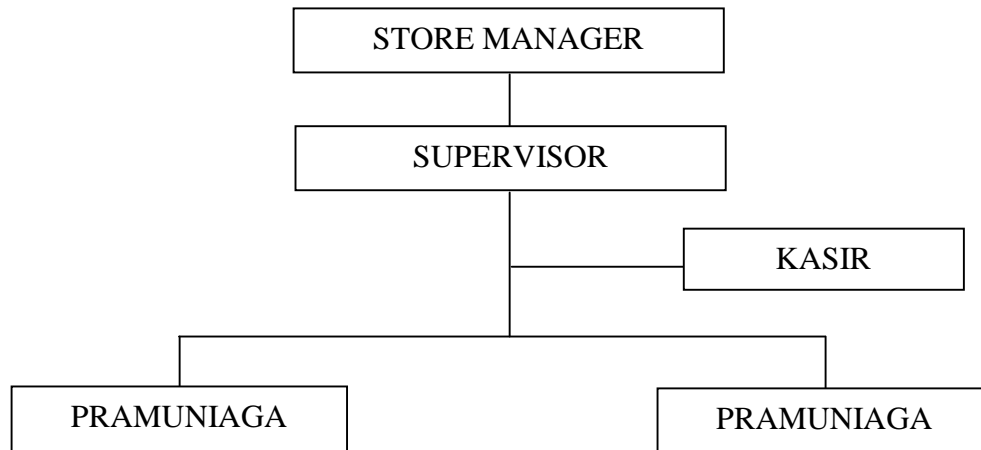 STORE MANAGER
SUPERVISOR
KASIR
PRAMUNIAGA
PRAMUNIAGA